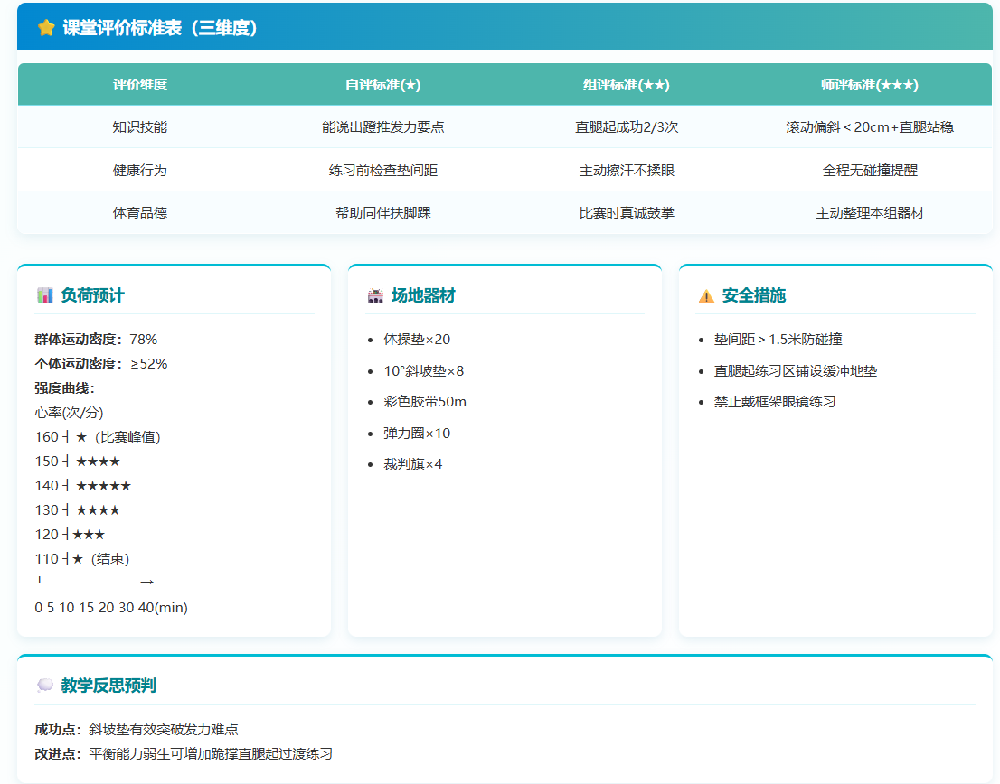 课堂评价标准表（三维度）
评价维度 自评标准(★) 组评标准(★★) 师评标准(★★★)
知识技能 能说出蹬推发力要点 直腿起成功2/3次 滚动偏斜＜20cm+直腿站稳
健康行为 练习前检查垫间距 主动擦汗不揉眼 全程无碰撞提醒
体育品德 帮助同伴扶脚踝 比赛时真诚鼓掌 主动整理本组器材
负荷预计
群体运动密度：78%
个体运动密度：≥52%
强度曲线：
心率(次/分)
160 ┤ ★（比赛峰值）
150 ┤ ★★★★
140 ┤ ★★★★★
130 ┤ ★★★★
120 ┤★★★
110 ┤★（结束）
└──────────→
0 5 10 15 20 30 40(min)
场地器材
• 体操垫×20
• 10°斜坡垫×8
• 彩色胶带50m
• 弹力圈×10
• 裁判旗×4
安全措施
• 垫间距＞1.5米防碰撞
• 直腿起练习区铺设缓冲地垫
• 禁止戴框架眼镜练习
教学反思预判
成功点：斜坡垫有效突破发力难点
改进点：平衡能力弱生可增加跪撑直腿起过渡练习